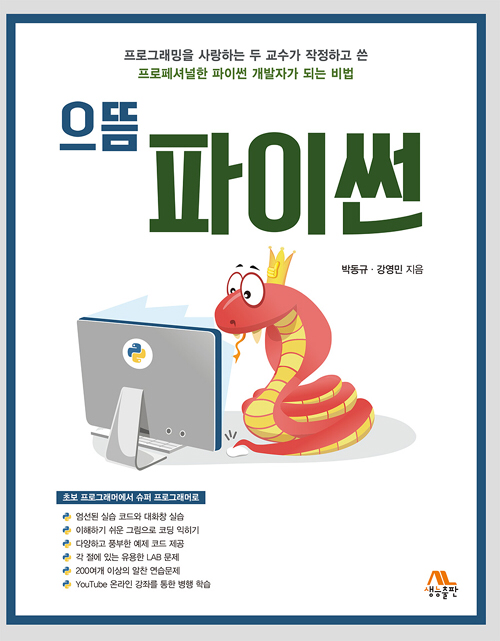 프로그래밍을 사랑하는 두 교수가 작정하고 쓴
프로페셔널한 파이썬 개발자가 되는 비법
으뜸
파이썬
박동규 · 강영민 지음
초보 프로그래머에서 슈퍼 프로그래머로
엄선된 실습 코드와 대화창 실습
이해하기 쉬운 그림으로 코딩 익히기
다양하고 풍부한 예제 코드 제공
각 절에 있는 유용한 LAB 문제
200여개 이상의 알찬 연습문제
YouTube 온라인 강좌를 통한 병행 학습
생능출판